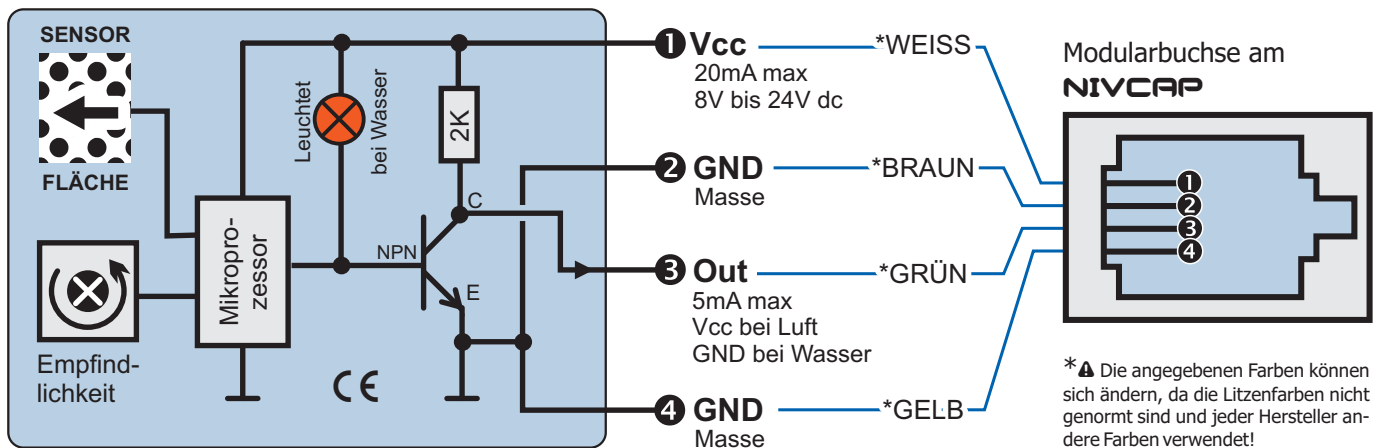 SENSOR
FLÄCHE
Empfind-
lichkeit
Mikropro-
zessor
Leuchtet
bei Wasser
2K
C
NPN
E
CE
❶ Vcc
20mA max
8V bis 24V dc
*WEISS
❷ GND
Masse
*BRAUN
❸ Out
5mA max
Vcc bei Luft
GND bei Wasser
*GRÜN
❹ GND
Masse
*GELB
Modularbuchse am
NIVCAP
❶
❷
❸
❹
*⚠ Die angegebenen Farben können
sich ändern, da die Litzenfarben nicht
genormt sind und jeder Hersteller an-
dere Farben verwendet!